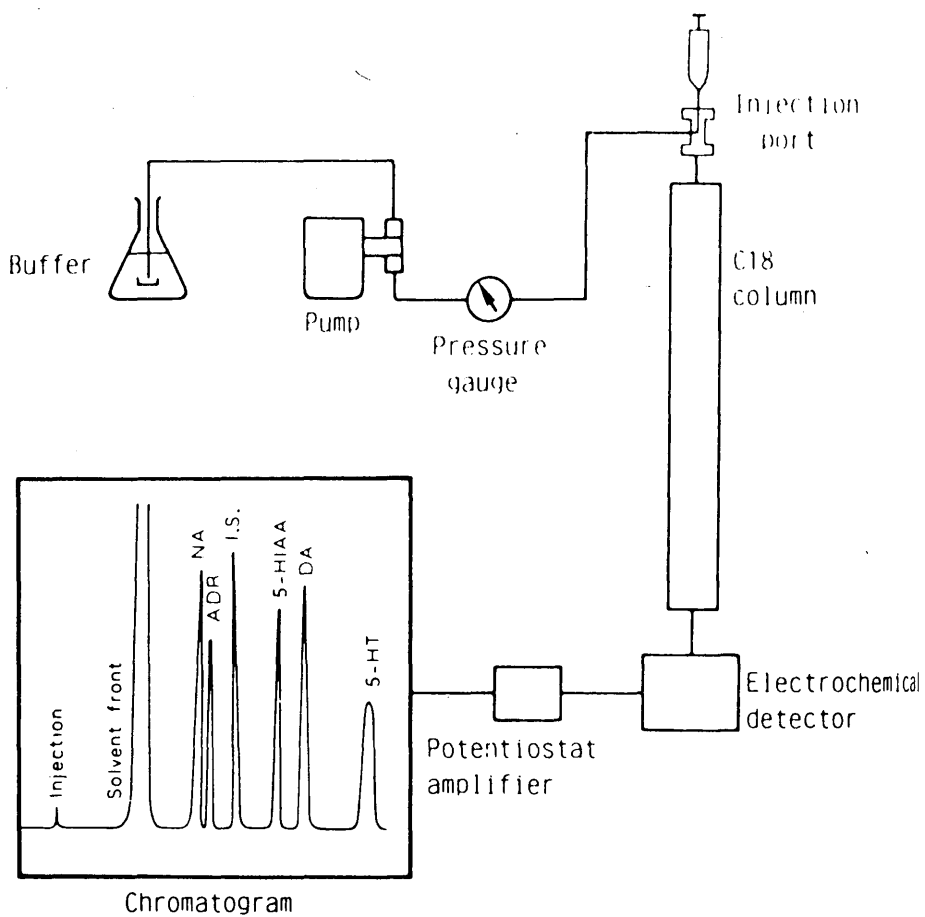 Injection
port
Buffer
C18
column
Pump
Pressure
gauge
Injection
Solvent front
NA
ADR
I.S.
5-HIAA
DA
5-HT
Electrochemical
detector
Potentiostat
amplifier
Chromatogram